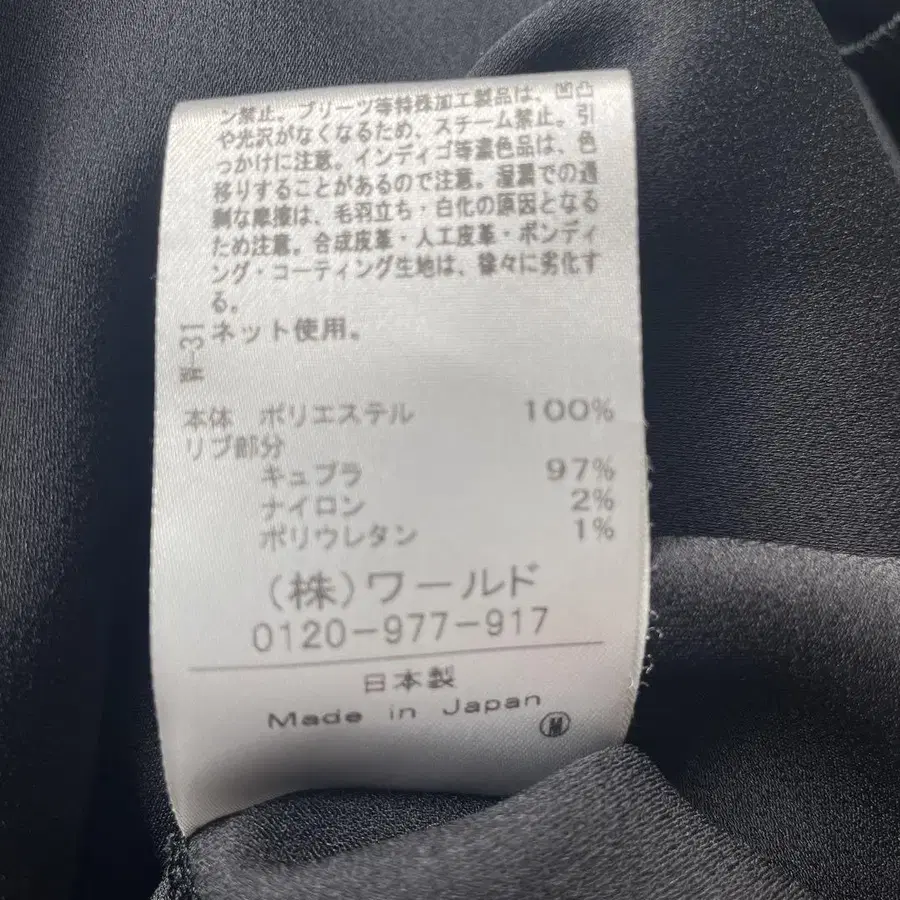 ン禁止。プリーツ等特殊加工製品は、凹凸
や光沢がなくなるため、スチーム禁止。引
っかけに注意。インディゴ等濃色品は、色
移りすることがあるので注意。湿潤での過
剰な摩擦は、毛羽立ち・白化の原因となる
ため注意。合成皮革・人工皮革・ボンディ
ング・コーティング生地は、徐々に劣化す
る。
ネット使用。
本体 ポリエステル 100%
リブ部分
キュプラ 97%
ナイロン 2%
ポリウレタン 1%
(株)ワールド
0120-977-917
日本製
Made in Japan
M